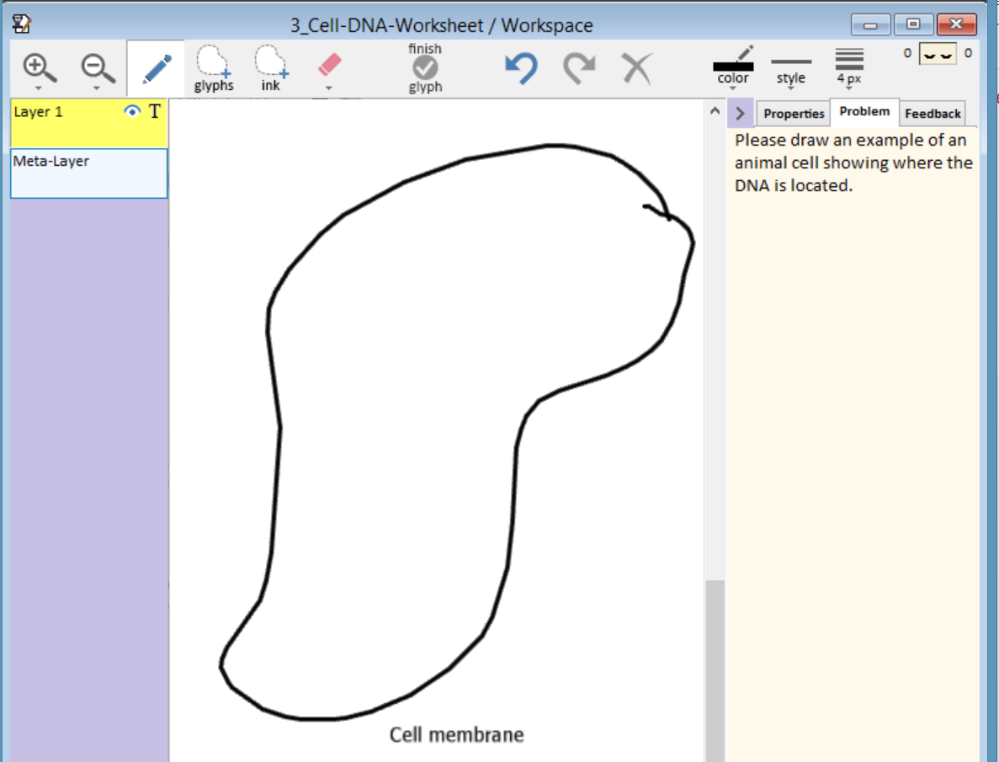 3_Cell-DNA-Worksheet / Workspace
glyphs
ink
finish
glyph
color
style
4 px
0
0
Layer 1
T
Meta-Layer
Properties
Problem
Feedback
Please draw an example of an
animal cell showing where the
DNA is located.
Cell membrane